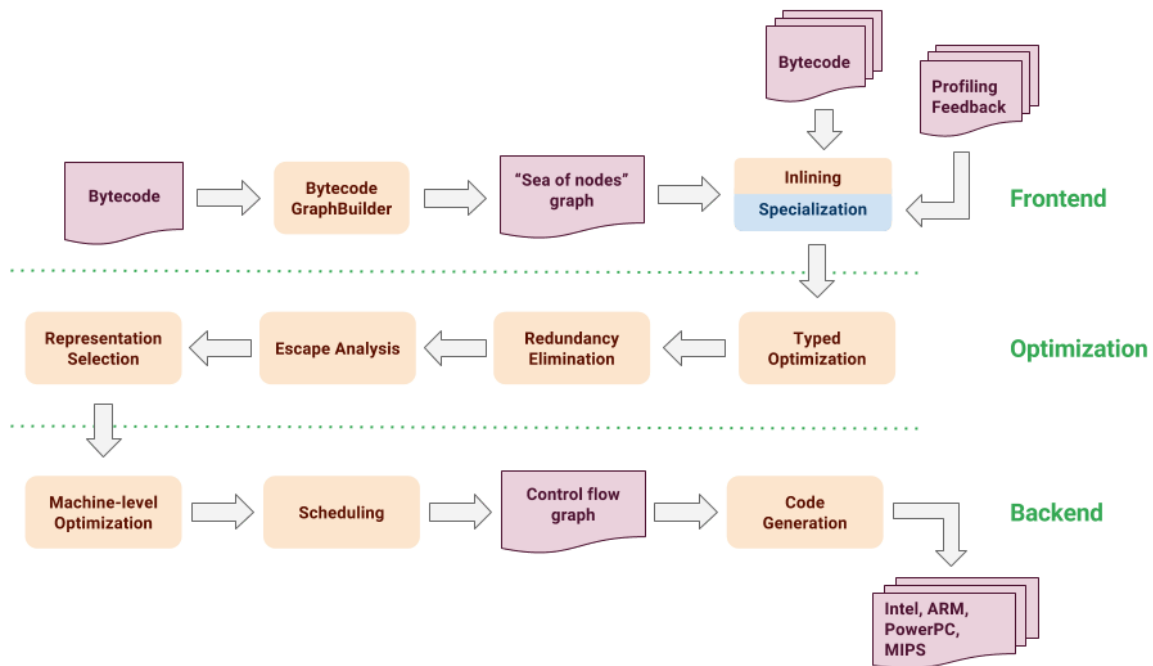 Bytecode
Profiling
Feedback
Bytecode
Bytecode
GraphBuilder
“Sea of nodes”
graph
Inlining
Specialization
Frontend
Representation
Selection
Escape Analysis
Redundancy
Elimination
Typed
Optimization
Optimization
Machine-level
Optimization
Scheduling
Control flow
graph
Code
Generation
Backend
Intel, ARM,
PowerPC,
MIPS